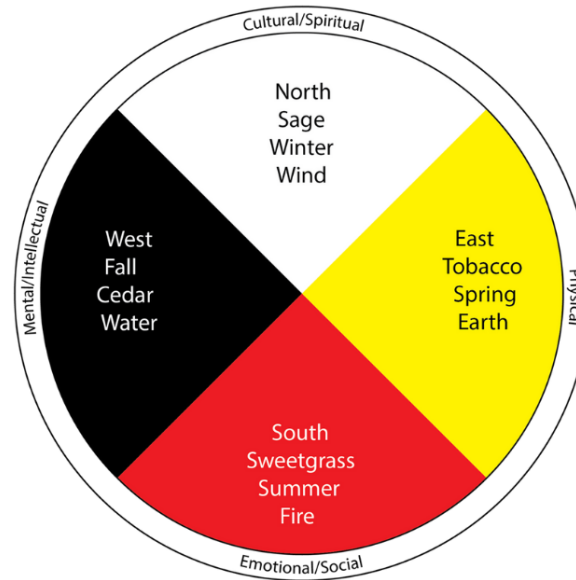 Cultural/Spiritual
North
Sage
Winter
Wind
Mental/Intellectual
West
Fall
Cedar
Water
East
Tobacco
Spring
Earth
Physical
South
Sweetgrass
Summer
Fire
Emotional/Social